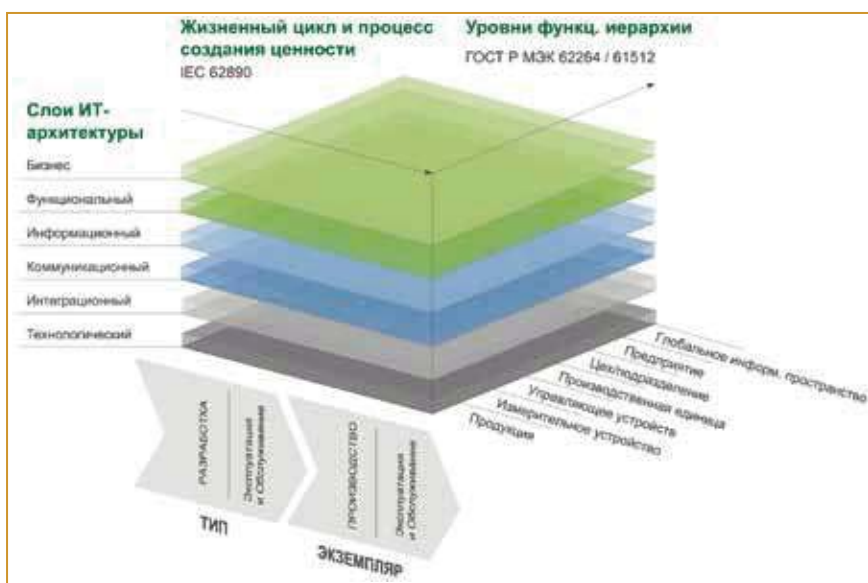 Жизненный цикл и процесс
создания ценности
IEC 62890
Уровни функц. иерархии
ГОСТ Р МЭК 62264 / 61512
Слои ИТ-
архитектуры
Бизнес
Функциональный
Информационный
Коммуникационный
Интеграционный
Технологический
Глобальное информ. пространство
Предприятие
Цех/подразделение
Производственная единица
Управляющее устройств
Измерительное устройство
Продукция
РАЗРАБОТКА
Эксплуатация
и Обслуживание
ПРОИЗВОДСТВО
Эксплуатация
и Обслуживание
ТИП
ЭКЗЕМПЛЯР